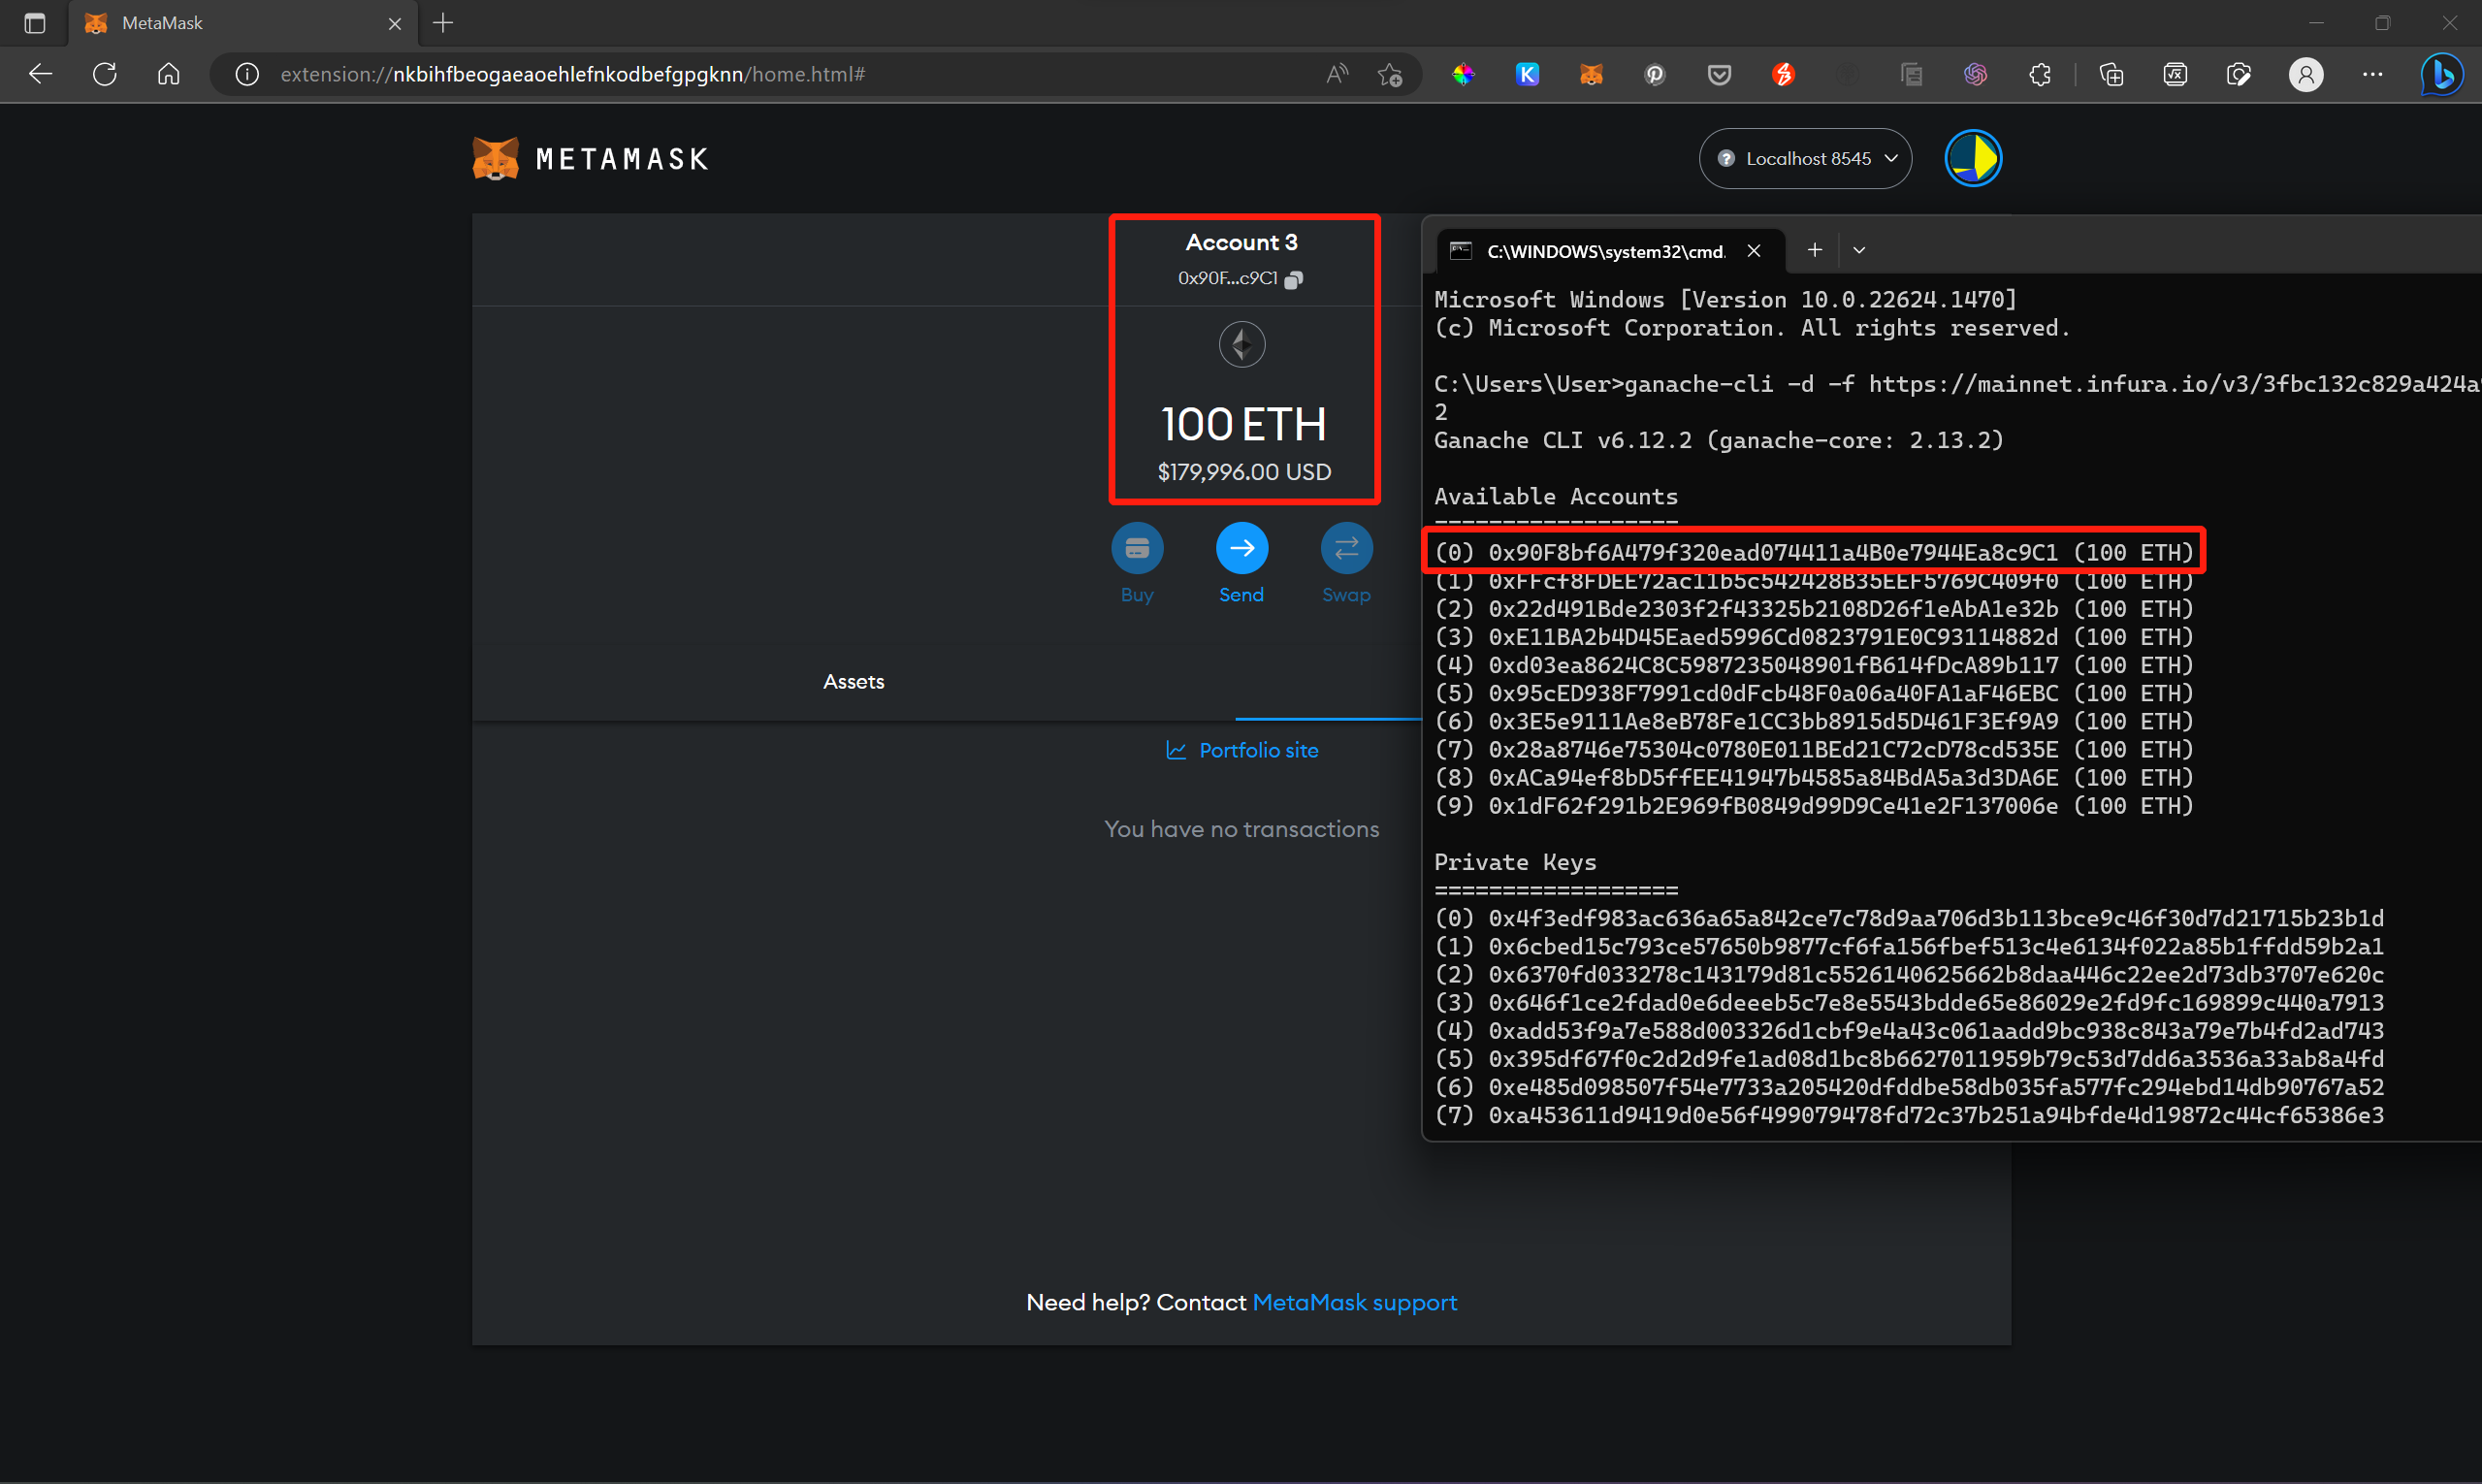 MetaMask
extension://nkbihfbeogaeaoehlefnkodbefgpgknn/home.html#
METAMASK
Localhost 8545
Account 3
0x90F...c9C1
100 ETH
$179,996.00 USD
Buy
Send
Swap
Assets
Portfolio site
You have no transactions
Need help? Contact MetaMask support
C:\WINDOWS\system32\cmd.
Microsoft Windows [Version 10.0.22624.1470]
(c) Microsoft Corporation. All rights reserved.
C:\Users\User>ganache-cli -d -f https://mainnet.infura.io/v3/3fbc132c829a424a
2
Ganache CLI v6.12.2 (ganache-core: 2.13.2)
Available Accounts
==================
(0) 0x90F8bf6A479f320ead074411a4B0e7944Ea8c9C1 (100 ETH)
(1) 0xFFcf8FDEE72ac11b5c542428B35EEF5769C409f0 (100 ETH)
(2) 0x22d491Bde2303f2f43325b2108D26f1eAbA1e32b (100 ETH)
(3) 0xE11BA2b4D45Eaed5996Cd0823791E0C93114882d (100 ETH)
(4) 0xd03ea8624C8C5987235048901fB614fDcA89b117 (100 ETH)
(5) 0x95cED938F7991cd0dFcb48F0a06a40FA1aF46EBC (100 ETH)
(6) 0x3E5e9111Ae8eB78Fe1CC3bb8915d5D461F3Ef9A9 (100 ETH)
(7) 0x28a8746e75304c0780E011BEd21C72cD78cd535E (100 ETH)
(8) 0xACa94ef8bD5ffEE41947b4585a84BdA5a3d3DA6E (100 ETH)
(9) 0x1dF62f291b2E969fB0849d99D9Ce41e2F137006e (100 ETH)
Private Keys
==================
(0) 0x4f3edf983ac636a65a842ce7c78d9aa706d3b113bce9c46f30d7d21715b23b1d
(1) 0x6cbed15c793ce57650b9877cf6fa156fbef513c4e6134f022a85b1ffdd59b2a1
(2) 0x6370fd033278c143179d81c5526140625662b8daa446c22ee2d73db3707e620c
(3) 0x646f1ce2fdad0e6deeeb5c7e8e5543bdde65e86029e2fd9fc169899c440a7913
(4) 0xadd53f9a7e588d003326d1cbf9e4a43c061aadd9bc938c843a79e7b4fd2ad743
(5) 0x395df67f0c2d2d9fe1ad08d1bc8b6627011959b79c53d7dd6a3536a33ab8a4fd
(6) 0xe485d098507f54e7733a205420dfddbe58db035fa577fc294ebd14db90767a52
(7) 0xa453611d9419d0e56f499079478fd72c37b251a94bfde4d19872c44cf65386e3